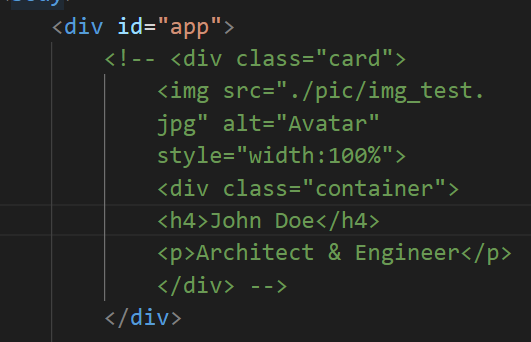 <body>
<div id="app">
<!-- <div class="card">
<img src="./pic/img_test.
jpg" alt="Avatar"
style="width:100%">
<div class="container">
<h4>John Doe</h4>
<p>Architect & Engineer</p>
</div> -->
</div>